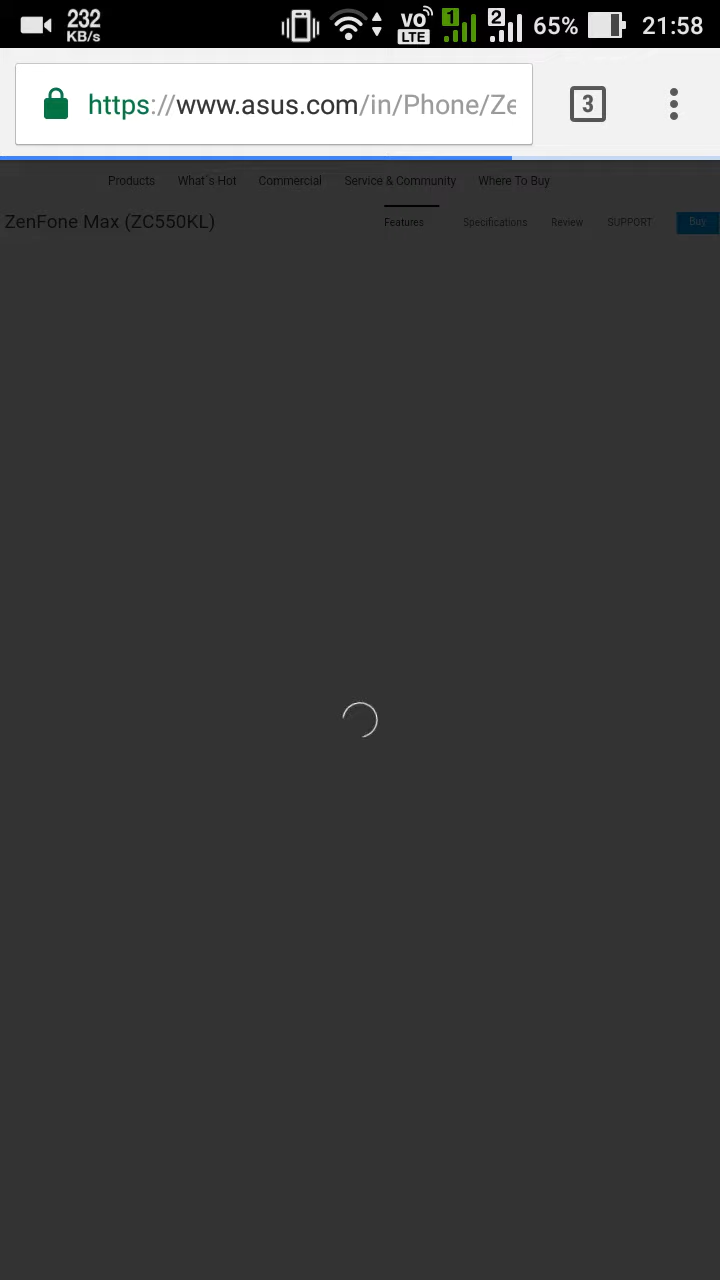 232 KB/s VO LTE 1 2 65% 21:58
https://www.asus.com/in/Phone/Ze 3
Products What's Hot Commercial Service & Community Where To Buy
ZenFone Max (ZC550KL) Features Specifications Review SUPPORT Buy